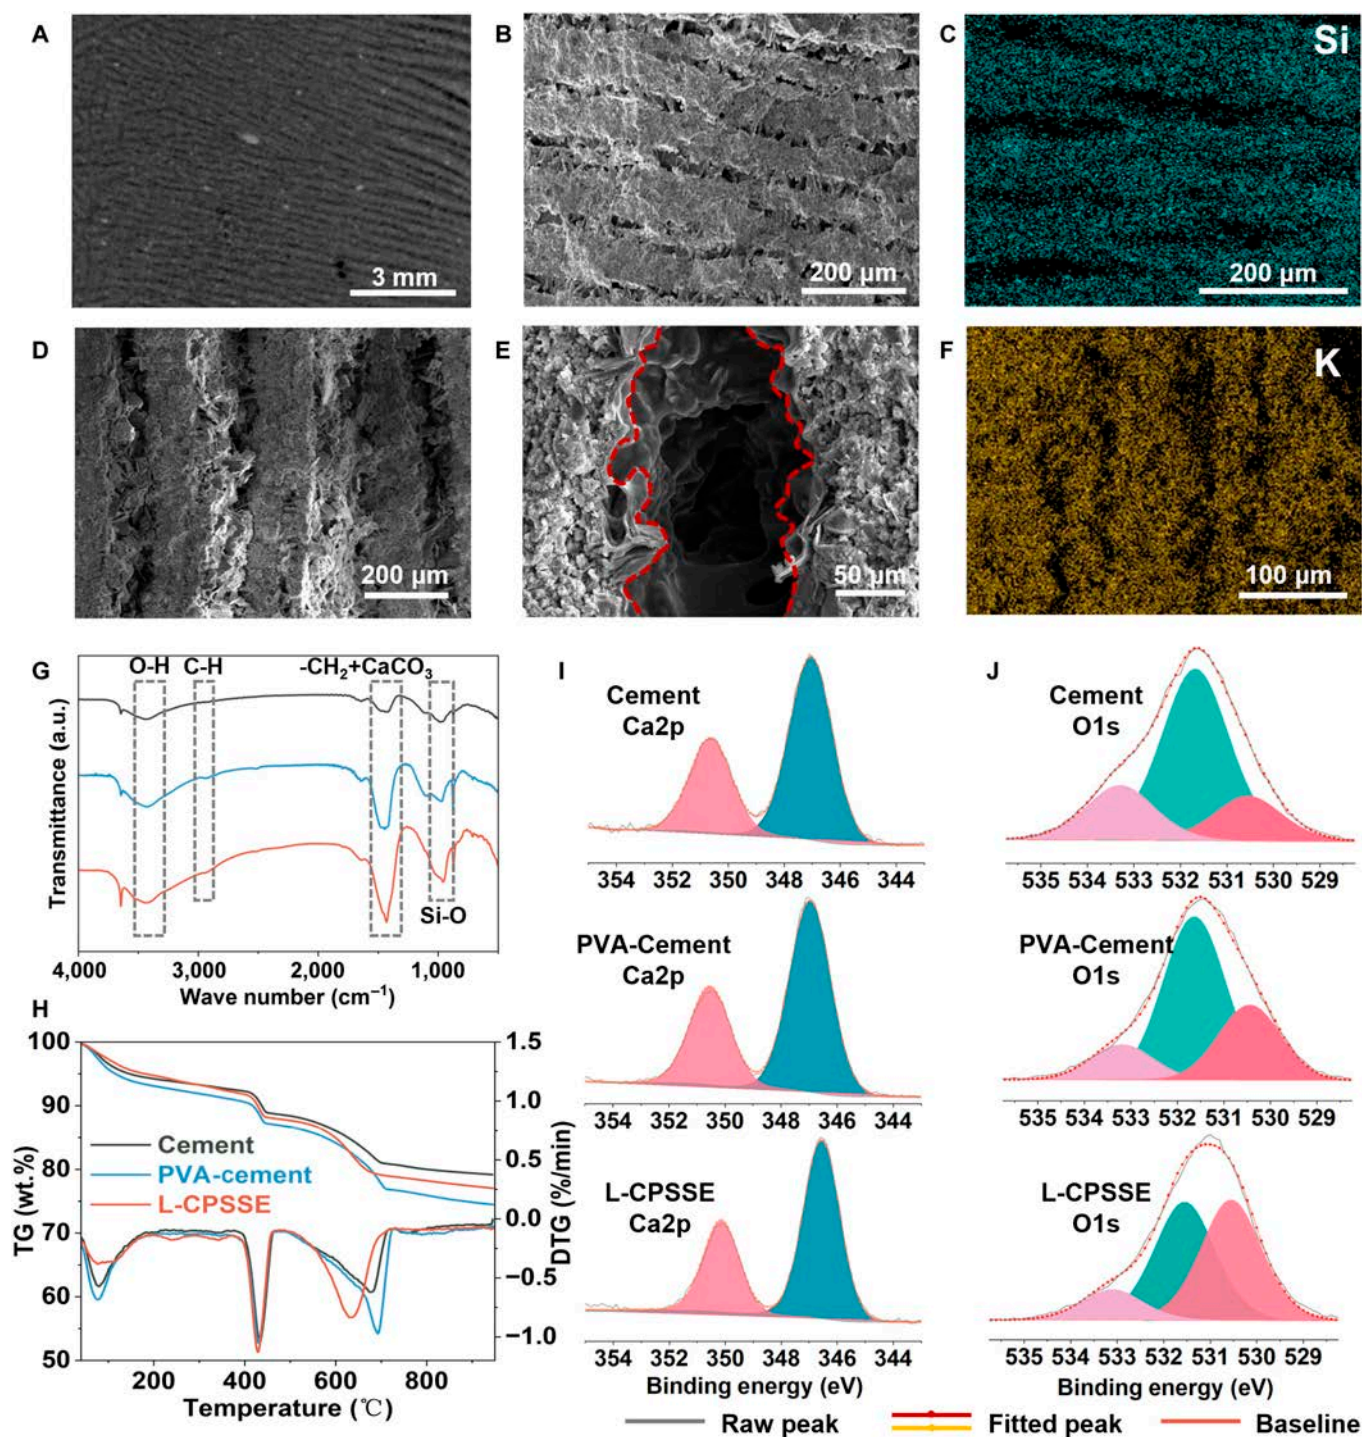 A
3 mm
B
200 μm
C
Si
200 μm
D
200 μm
E
50 μm
F
K
100 μm
G
O-H
C-H
-CH₂+CaCO₃
Si-O
Transmittance (a.u.)
4,000 3,000 2,000 1,000
Wave number (cm⁻¹)
H
100
90
80
70
60
50
TG (wt.%)
Cement
PVA-cement
L-CPSSE
1.5
1.0
0.5
0.0
−0.5
−1.0
DTG (%/min)
200 400 600 800
Temperature (℃)
I
Cement
Ca2p
354 352 350 348 346 344
PVA-Cement
Ca2p
354 352 350 348 346 344
L-CPSSE
Ca2p
354 352 350 348 346 344
Binding energy (eV)
J
Cement
O1s
535 534 533 532 531 530 529
PVA-Cement
O1s
535 534 533 532 531 530 529
L-CPSSE
O1s
535 534 533 532 531 530 529
Binding energy (eV)
Raw peak Fitted peak Baseline